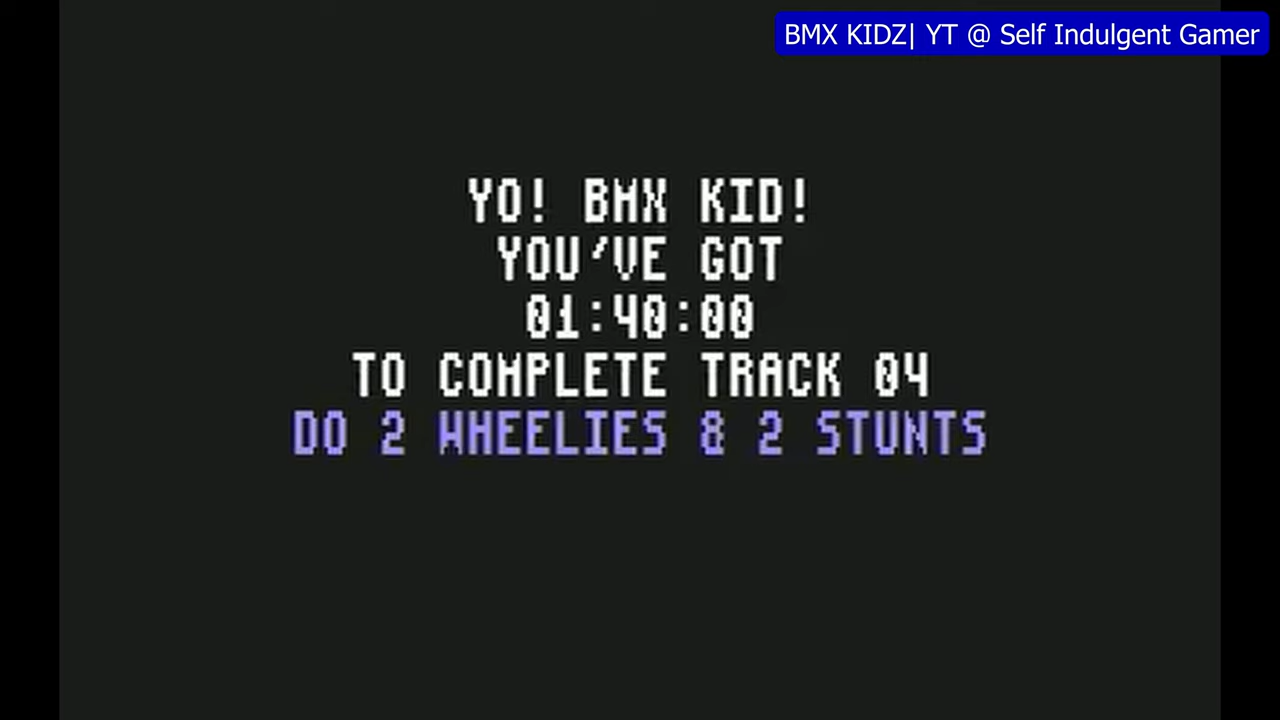 BMX KIDZ| YT @ Self Indulgent Gamer
YO! BMX KID!
YOU'VE GOT
01:40:00
TO COMPLETE TRACK 04
DO 2 WHEELIES & 2 STUNTS